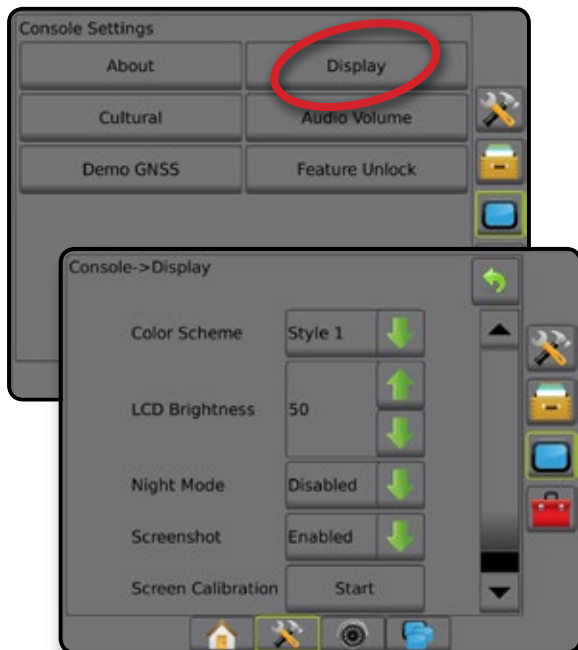 Console Settings
About Display
Cultural Audio Volume
Demo GNSS Feature Unlock
Console->Display
Color Scheme Style 1
LCD Brightness 50
Night Mode Disabled
Screenshot Enabled
Screen Calibration Start